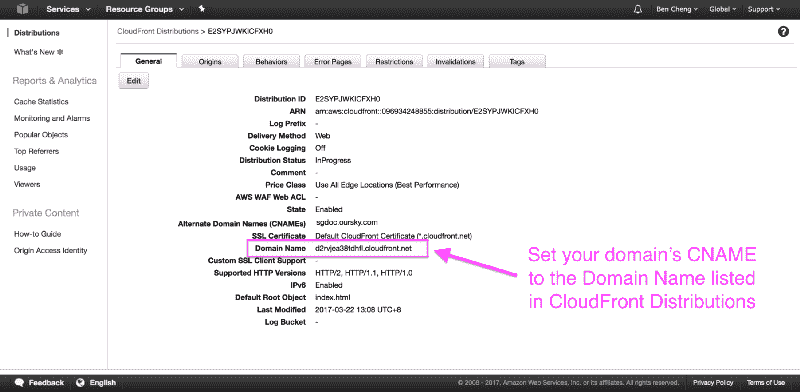 Services Resource Groups Ben Cheng Global Support
Distributions
What's New
Reports & Analytics
Cache Statistics
Monitoring and Alarms
Popular Objects
Top Referrers
Usage
Viewers
Private Content
How-to Guide
Origin Access Identity
CloudFront Distributions > E2SYPJWKICFXH0
General Origins Behaviors Error Pages Restrictions Invalidations Tags
Edit
Distribution ID E2SYPJWKICFXH0
ARN arn:aws:cloudfront::096934248855:distribution/E2SYPJWKICFXH0
Log Prefix -
Delivery Method Web
Cookie Logging Off
Distribution Status InProgress
Comment -
Price Class Use All Edge Locations (Best Performance)
AWS WAF Web ACL -
State Enabled
Alternate Domain Names (CNAMEs) sgdoc.oursky.com
SSL Certificate Default CloudFront Certificate (*.cloudfront.net)
Domain Name
Custom SSL Client Support -
Supported HTTP Versions HTTP/2, HTTP/1.1, HTTP/1.0
IPv6 Enabled
Default Root Object index.html
Last Modified 2017-03-22 13:08 UTC+8
Log Bucket -
Set your domain's CNAME
to the Domain Name listed
in CloudFront Distributions
Feedback English © 2008 - 2017, Amazon Web Services, Inc. or its affiliates. All rights reserved. Privacy Policy Terms of Use